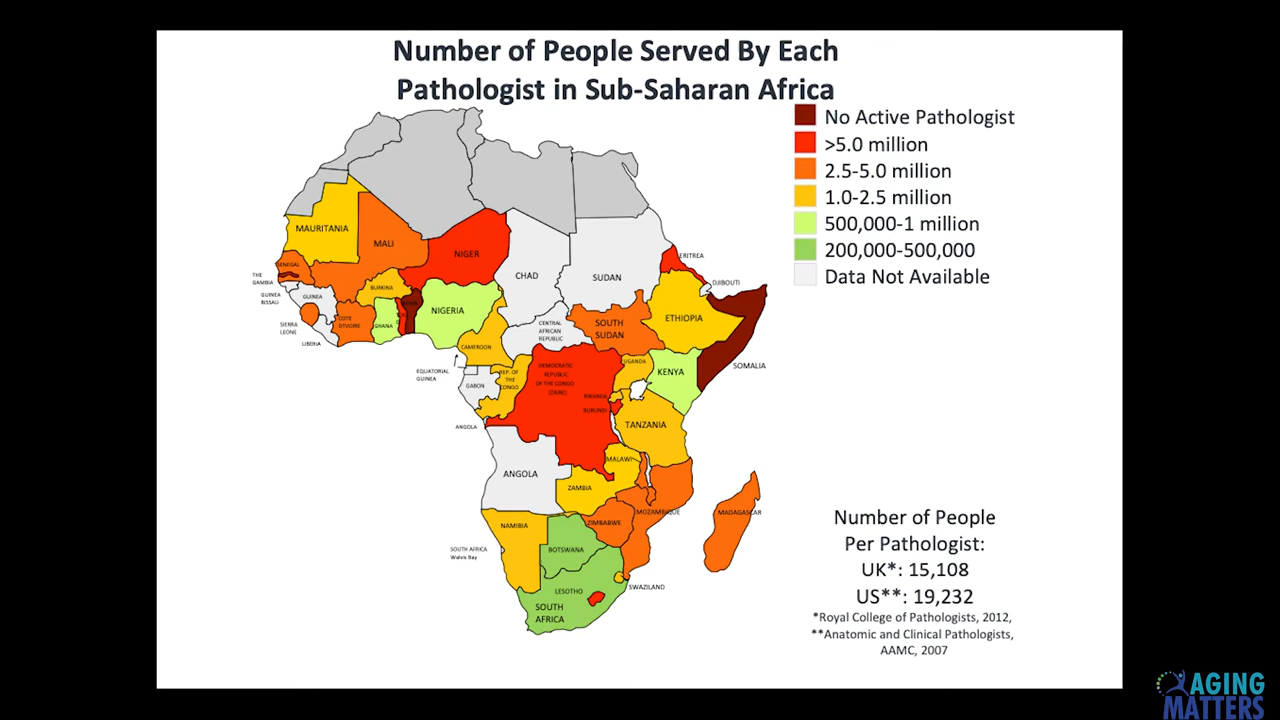 Number of People Served By Each
Pathologist in Sub-Saharan Africa
No Active Pathologist
>5.0 million
2.5-5.0 million
1.0-2.5 million
500,000-1 million
200,000-500,000
Data Not Available
MAURITANIA
MALI
NIGER
CHAD
SUDAN
ERITREA
DJIBOUTI
SENEGAL
THE
GAMBIA
GUINEA
BISSAU
GUINEA
SIERRA
LEONE
LIBERIA
BURKINA
GHANA
NIGERIA
CENTRAL
AFRICAN
REPUBLIC
SOUTH
SUDAN
ETHIOPIA
SOMALIA
CAMEROON
EQUATORIAL
GUINEA
GABON
REP. OF
THE
CONGO
DEMOCRATIC
REPUBLIC
OF THE CONGO
(ZAIRE)
UGANDA
KENYA
RWANDA
BURUNDI
TANZANIA
ANGOLA
ANGOLA
MALAWI
ZAMBIA
MOZAMBIQUE
MADAGASCAR
NAMIBIA
ZIMBABWE
BOTSWANA
SOUTH AFRICA
Walvis Bay
SWAZILAND
LESOTHO
SOUTH
AFRICA
Number of People
Per Pathologist:
UK*: 15,108
US**: 19,232
*Royal College of Pathologists, 2012,
**Anatomic and Clinical Pathologists,
AAMC, 2007
AGING
MATTERS